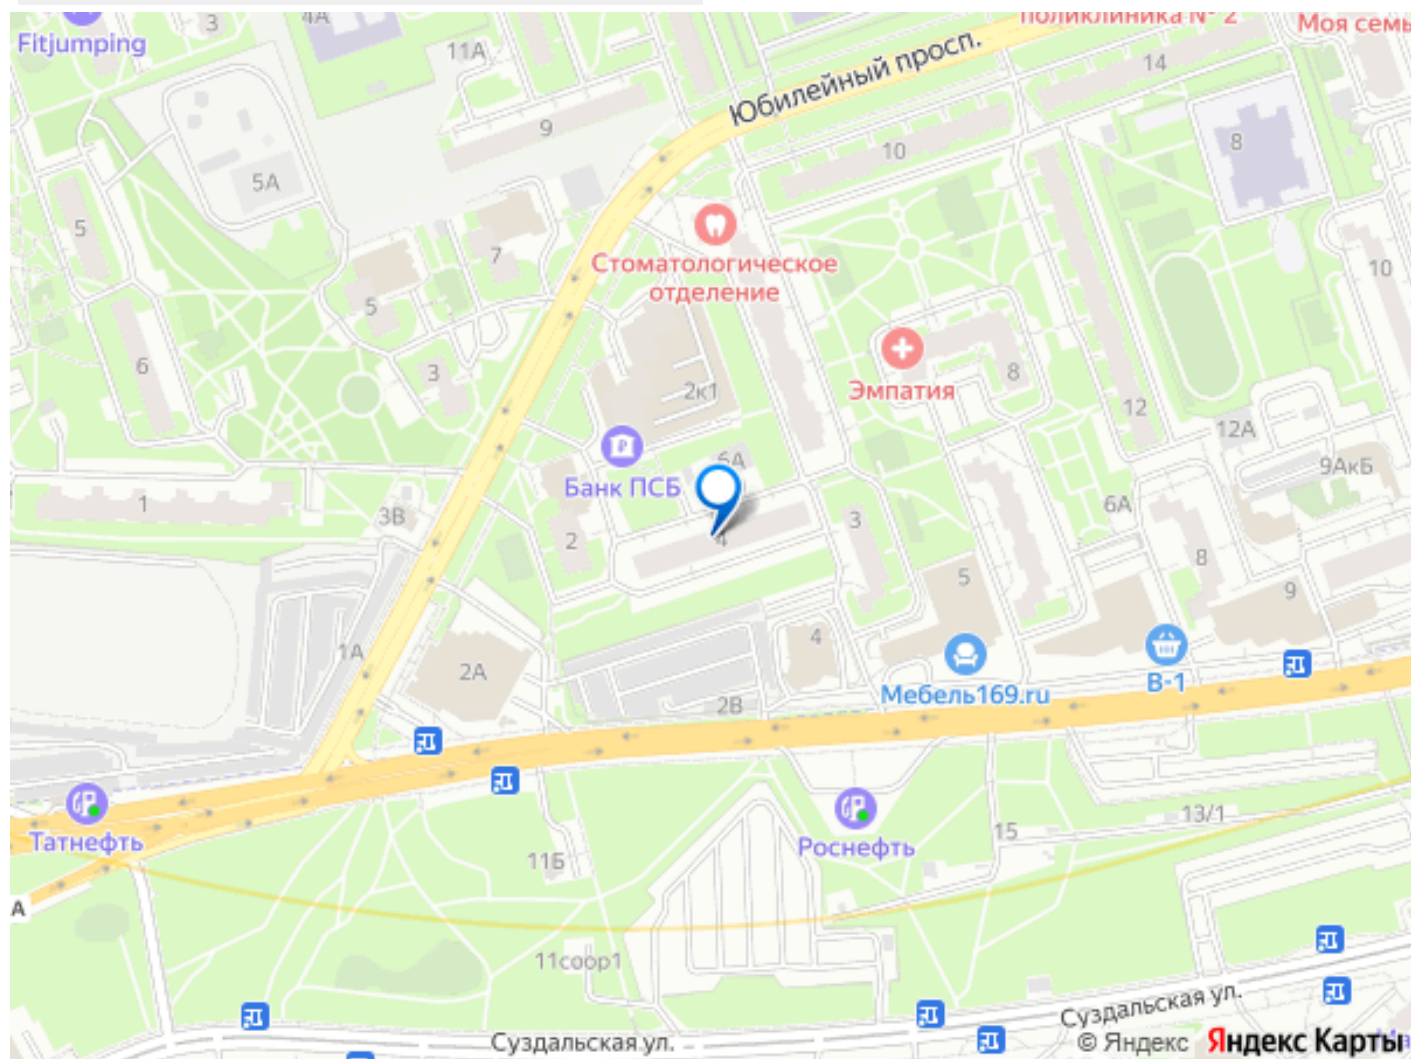 поликлиника № 2
Моя семь
4А
3
Fitjumping
11А
Юбилейный просп.
14
9
8
10
5А
5
7
Стоматологическое
отделение
10
5
6
3
Эмпатия
8
2к1
12
12А
6А
9АкБ
Банк ПСБ
1
3В
6А
2
4
3
8
5
9
1А
2А
4
В-1
Мебель169.ru
2В
Татнефть
13/1
15
Роснефть
11Б
А
11соор1
Суздальская ул.
Суздальская ул.
© Яндекс Яндекс Карты